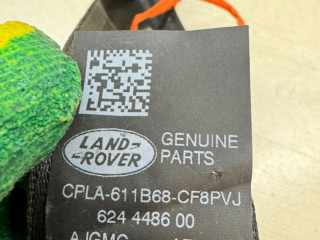 LAND-
ROVER
GENUINE
PARTS
CPLA-611B68-CF8PVJ
624 4486 00